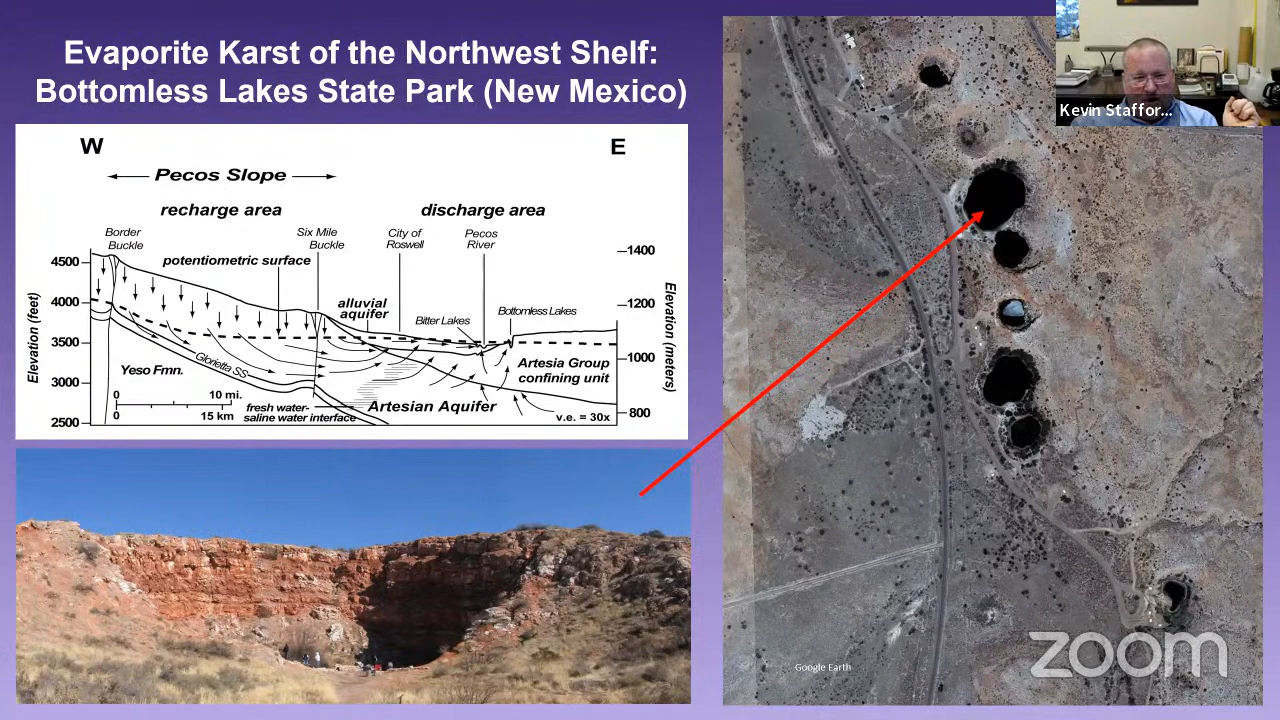 Evaporite Karst of the Northwest Shelf:
Bottomless Lakes State Park (New Mexico)
Kevin Staffor...
W
E
Pecos Slope
recharge area
discharge area
Border
Buckle
Six Mile
Buckle
City of
Roswell
Pecos
River
potentiometric surface
alluvial
aquifer
Bitter Lakes
Bottomless Lakes
4500
4000
3500
3000
2500
Elevation (feet)
1400
1200
1000
800
Elevation (meters)
Yeso Fmn.
Glorietta SS
Artesia Group
confining unit
0
10 mi.
0
15 km
fresh water-
saline water interface
Artesian Aquifer
v.e. = 30x
Google Earth
zoom